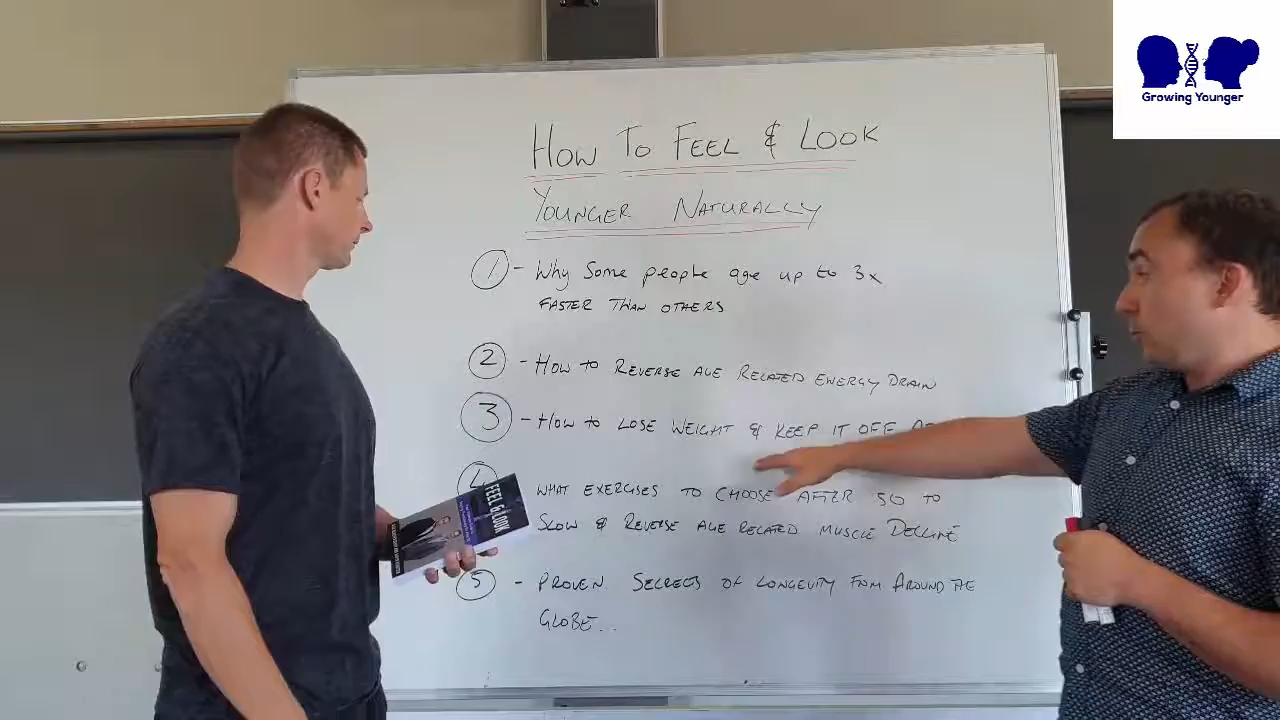 Growing Younger
HOW TO FEEL & LOOK
YOUNGER NATURALLY
1 - Why Some people age up to 3x
FASTER THAN OTHERS
2 - HOW TO REVERSE AGE RELATED ENERGY DRAIN
3 - HOW TO LOSE WEIGHT & KEEP IT OFF
4 WHAT EXERCISES TO CHOOSE AFTER 50 TO
SLOW & REVERSE AGE RELATED MUSCLE DECLINE
FEEL & LOOK
5 - PROVEN SECRETS OF LONGEVITY FROM AROUND THE
GLOBE...